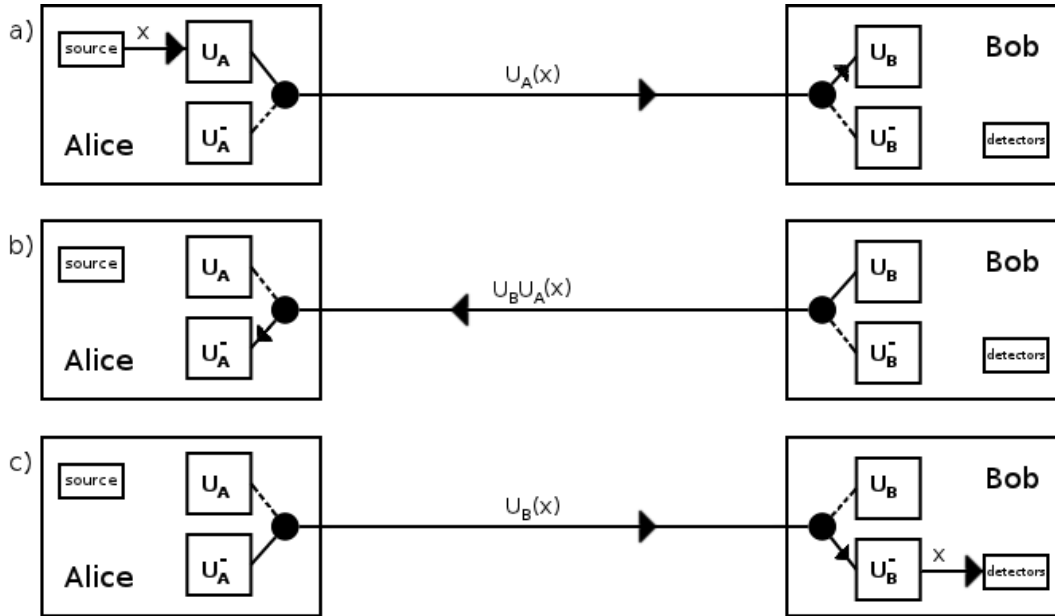 a)
source
x
U_A
U_A^-
Alice
U_A(x)
U_B
U_B^-
Bob
detectors
b)
source
U_A
U_A^-
Alice
U_BU_A(x)
U_B
U_B^-
Bob
detectors
c)
source
U_A
U_A^-
Alice
U_B(x)
U_B
U_B^-
x
Bob
detectors